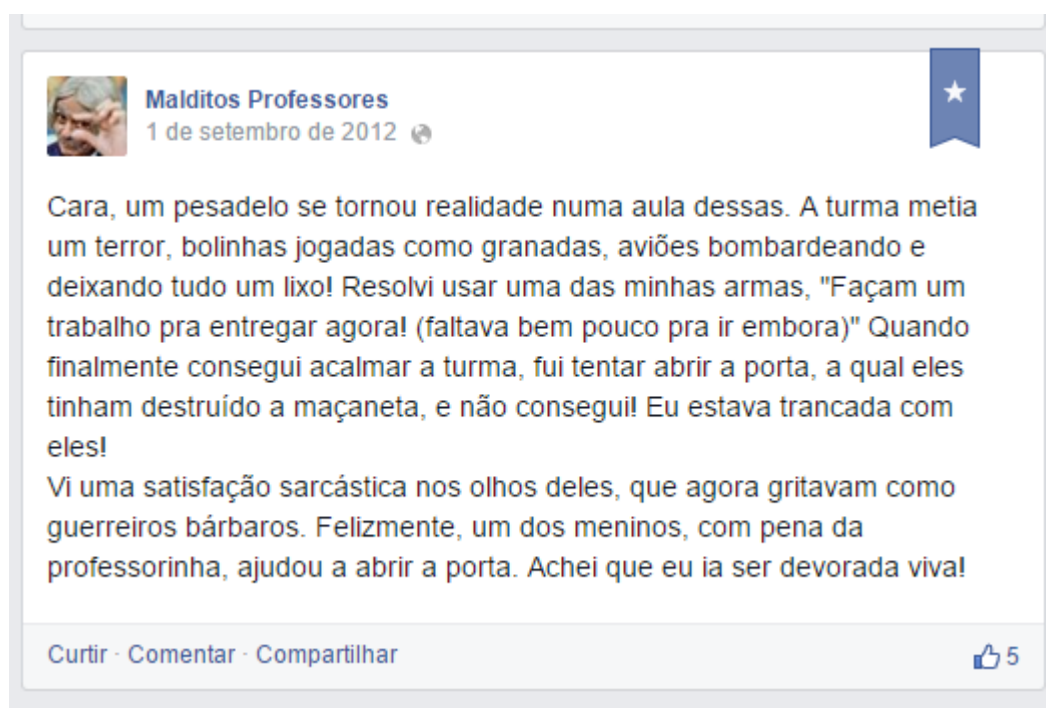 Malditos Professores
1 de setembro de 2012
Cara, um pesadelo se tornou realidade numa aula dessas. A turma metia
um terror, bolinhas jogadas como granadas, aviões bombardeando e
deixando tudo um lixo! Resolvi usar uma das minhas armas, "Façam um
trabalho pra entregar agora! (faltava bem pouco pra ir embora)" Quando
finalmente consegui acalmar a turma, fui tentar abrir a porta, a qual eles
tinham destruído a maçaneta, e não consegui! Eu estava trancada com
eles!
Vi uma satisfação sarcástica nos olhos deles, que agora gritavam como
guerreiros bárbaros. Felizmente, um dos meninos, com pena da
professorinha, ajudou a abrir a porta. Achei que eu ia ser devorada viva!
Curtir · Comentar · Compartilhar 5